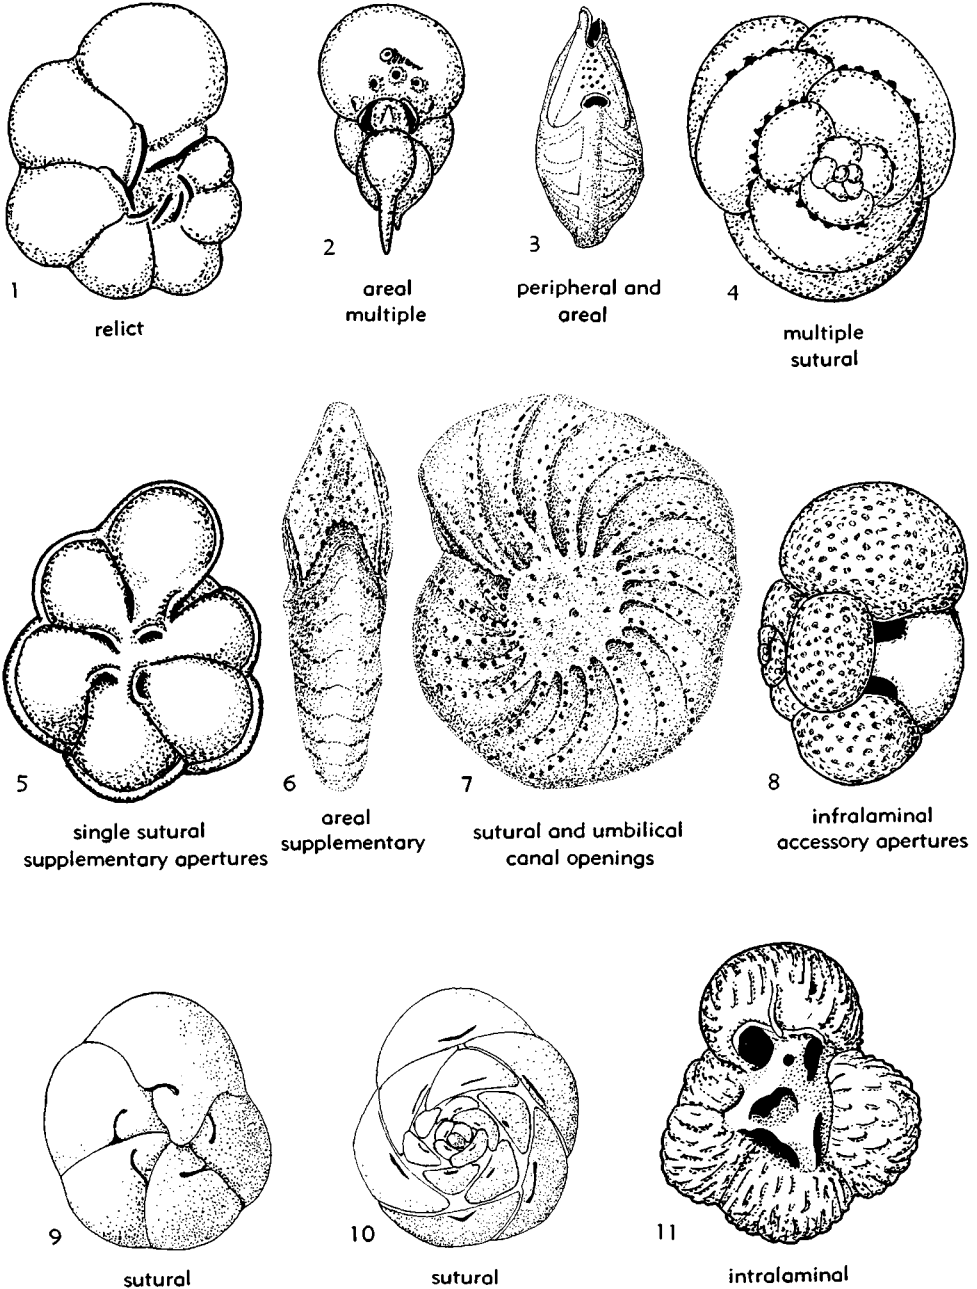 1
relict
2
areal
multiple
3
peripheral and
areal
4
multiple
sutural
5
single sutural
supplementary apertures
6
areal
supplementary
7
sutural and umbilical
canal openings
8
infralaminal
accessory apertures
9
sutural
10
sutural
11
intralaminal